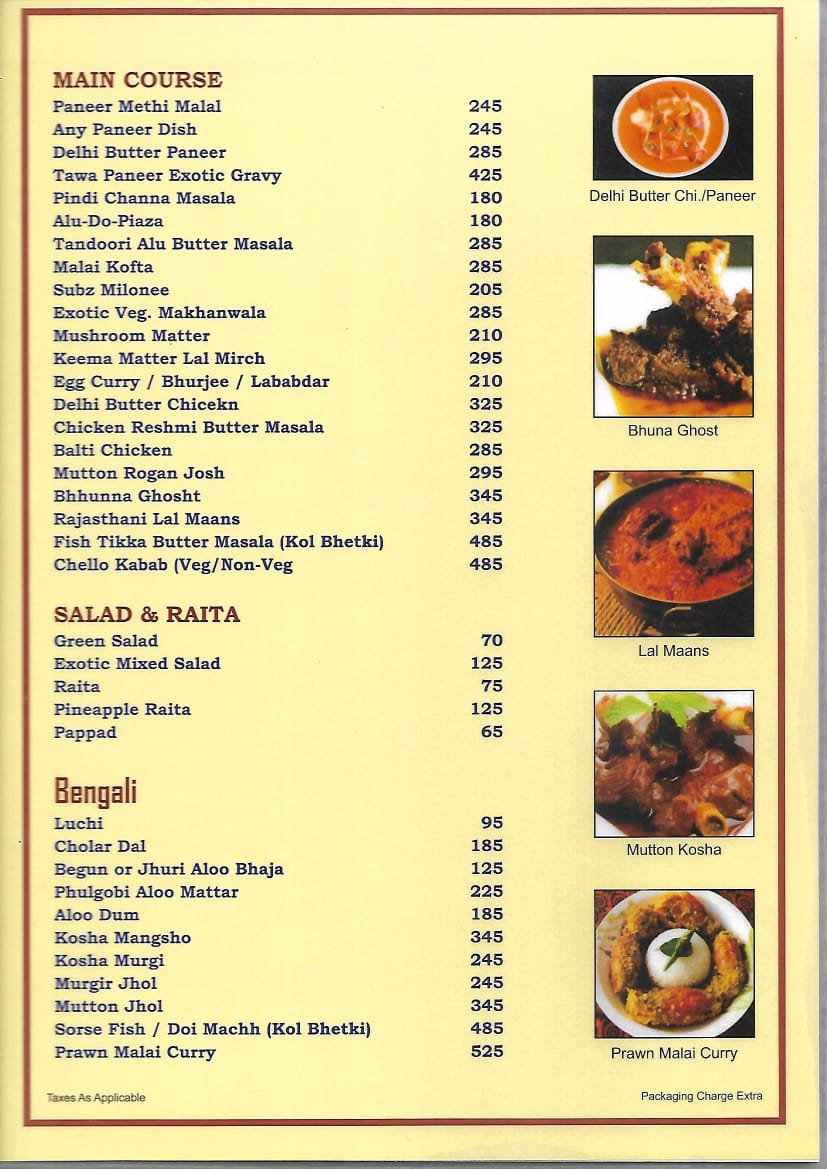 MAIN COURSE
Paneer Methi Malal 245
Any Paneer Dish 245
Delhi Butter Paneer 285
Tawa Paneer Exotic Gravy 425
Pindi Channa Masala 180
Alu-Do-Piaza 180
Tandoori Alu Butter Masala 285
Malai Kofta 285
Subz Milonee 205
Exotic Veg. Makhanwala 285
Mushroom Matter 210
Keema Matter Lal Mirch 295
Egg Curry / Bhurjee / Lababdar 210
Delhi Butter Chicekn 325
Chicken Reshmi Butter Masala 325
Balti Chicken 285
Mutton Rogan Josh 295
Bhhunna Ghosht 345
Rajasthani Lal Maans 345
Fish Tikka Butter Masala (Kol Bhetki) 485
Chello Kabab (Veg/Non-Veg 485
SALAD & RAITA
Green Salad 70
Exotic Mixed Salad 125
Raita 75
Pineapple Raita 125
Pappad 65
Bengali
Luchi 95
Cholar Dal 185
Begun or Jhuri Aloo Bhaja 125
Phulgobi Aloo Mattar 225
Aloo Dum 185
Kosha Mangsho 345
Kosha Murgi 245
Murgir Jhol 245
Mutton Jhol 345
Sorse Fish / Doi Machh (Kol Bhetki) 485
Prawn Malai Curry 525
Delhi Butter Chi./Paneer
Bhuna Ghost
Lal Maans
Mutton Kosha
Prawn Malai Curry
Taxes As Applicable
Packaging Charge Extra